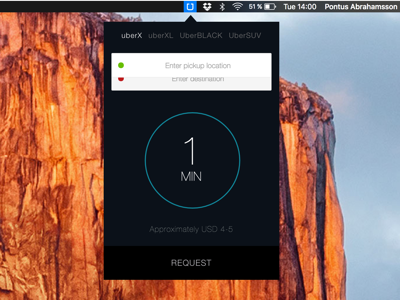 51 % Tue 14:00 Pontus Abrahamsson
uberX uberXL UberBLACK UberSUV
Enter pickup location
Enter destination
1
MIN
Approximately USD 4-5
REQUEST